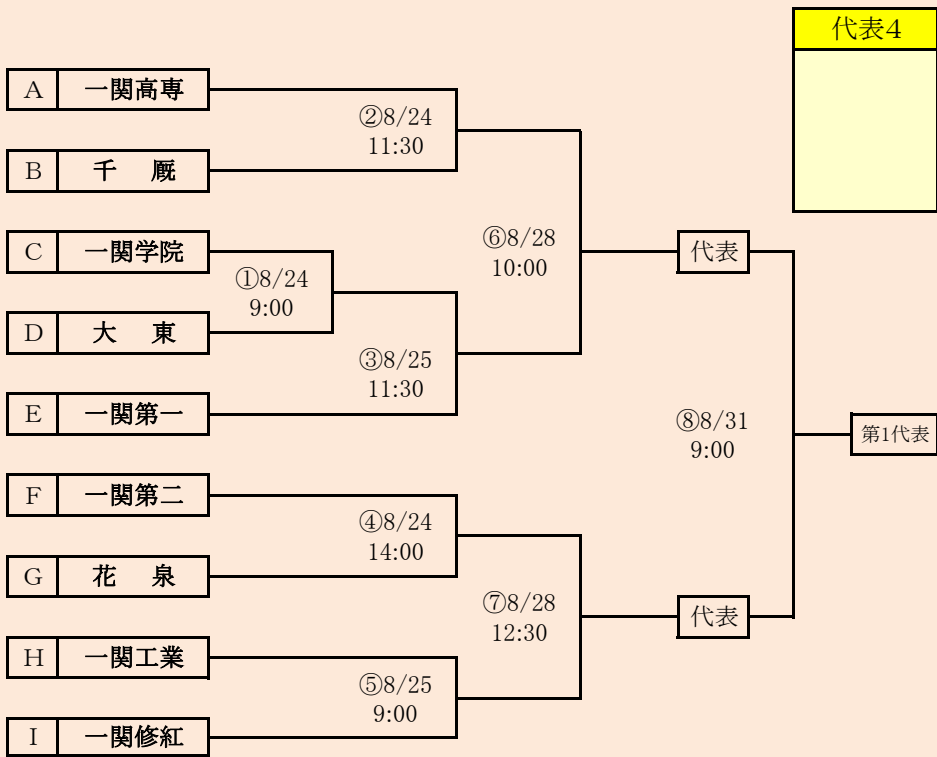 代表4
A 一関高専
②8/24
11:30
B 千　厩
C 一関学院
①8/24
9:00
D 大　東
③8/25
11:30
E 一関第一
⑥8/28
10:00
代表
F 一関第二
④8/24
14:00
G 花　泉
H 一関工業
⑤8/25
9:00
I 一関修紅
⑦8/28
12:30
代表
⑧8/31
9:00
第1代表